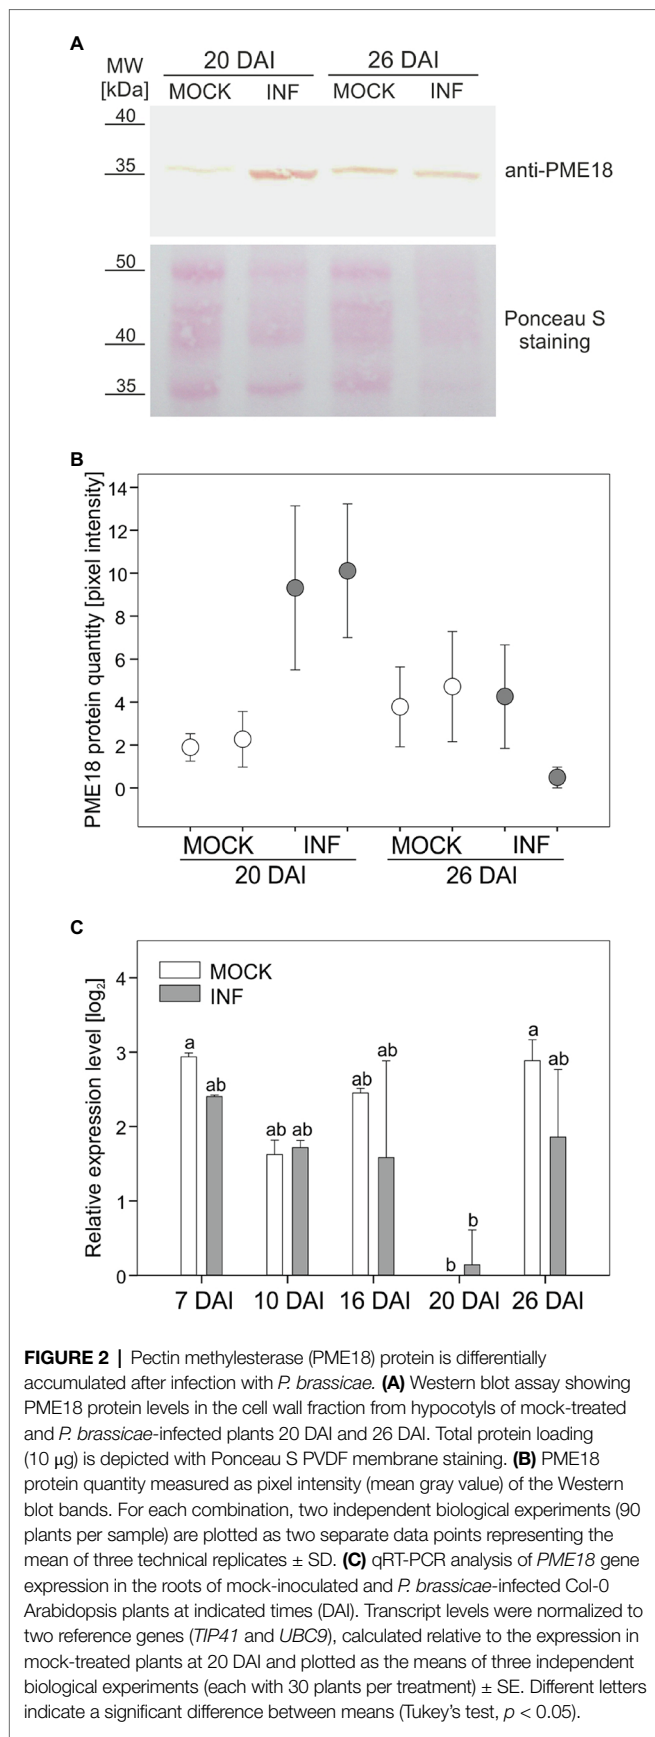 A
20 DAI 26 DAI
MW
[kDa] MOCK INF MOCK INF
40
35 anti-PME18
50
40 Ponceau S
staining
35
B
PME18 protein quantity [pixel intensity]
14
12
10
8
6
4
2
0
MOCK INF MOCK INF
20 DAI 26 DAI
C
Relative expression level [log2]
4
3
2
1
0
MOCK
INF
a ab ab ab ab ab b b a ab
7 DAI 10 DAI 16 DAI 20 DAI 26 DAI
FIGURE 2 | Pectin methylesterase (PME18) protein is differentially
accumulated after infection with P. brassicae. (A) Western blot assay showing
PME18 protein levels in the cell wall fraction from hypocotyls of mock-treated
and P. brassicae-infected plants 20 DAI and 26 DAI. Total protein loading
(10 μg) is depicted with Ponceau S PVDF membrane staining. (B) PME18
protein quantity measured as pixel intensity (mean gray value) of the Western
blot bands. For each combination, two independent biological experiments (90
plants per sample) are plotted as two separate data points representing the
mean of three technical replicates ± SD. (C) qRT-PCR analysis of PME18 gene
expression in the roots of mock-inoculated and P. brassicae-infected Col-0
Arabidopsis plants at indicated times (DAI). Transcript levels were normalized to
two reference genes (TIP41 and UBC9), calculated relative to the expression in
mock-treated plants at 20 DAI and plotted as the means of three independent
biological experiments (each with 30 plants per treatment) ± SE. Different letters
indicate a significant difference between means (Tukey's test, p < 0.05).